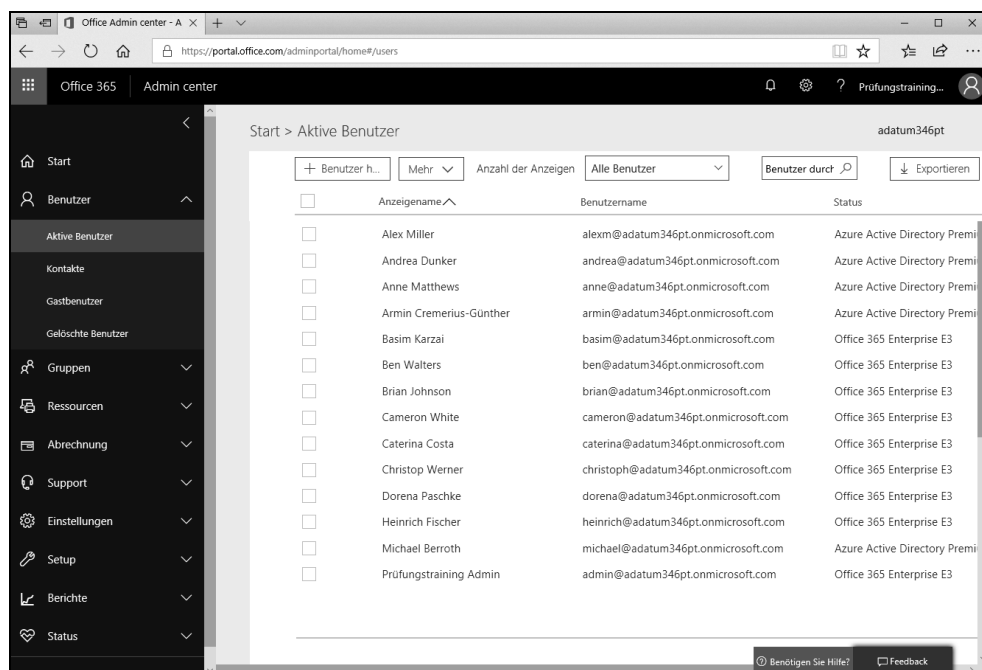 Office Admin center - A
https://portal.office.com/adminportal/home#/users
Office 365 Admin center
? Prüfungstraining...
Start > Aktive Benutzer
adatum346pt
Start
Benutzer
Aktive Benutzer
Kontakte
Gastbenutzer
Gelöschte Benutzer
Gruppen
Ressourcen
Abrechnung
Support
Einstellungen
Setup
Berichte
Status
+ Benutzer h... Mehr Anzahl der Anzeigen Alle Benutzer Benutzer durch Exportieren
Anzeigename Benutzername Status
Alex Miller alexm@adatum346pt.onmicrosoft.com Azure Active Directory Premi
Andrea Dunker andrea@adatum346pt.onmicrosoft.com Azure Active Directory Premi
Anne Matthews anne@adatum346pt.onmicrosoft.com Azure Active Directory Premi
Armin Cremerius-Günther armin@adatum346pt.onmicrosoft.com Azure Active Directory Premi
Basim Karzai basim@adatum346pt.onmicrosoft.com Office 365 Enterprise E3
Ben Walters ben@adatum346pt.onmicrosoft.com Office 365 Enterprise E3
Brian Johnson brian@adatum346pt.onmicrosoft.com Office 365 Enterprise E3
Cameron White cameron@adatum346pt.onmicrosoft.com Office 365 Enterprise E3
Caterina Costa caterina@adatum346pt.onmicrosoft.com Office 365 Enterprise E3
Christop Werner christoph@adatum346pt.onmicrosoft.com Office 365 Enterprise E3
Dorena Paschke dorena@adatum346pt.onmicrosoft.com Office 365 Enterprise E3
Heinrich Fischer heinrich@adatum346pt.onmicrosoft.com Office 365 Enterprise E3
Michael Berroth michael@adatum346pt.onmicrosoft.com Azure Active Directory Premi
Prüfungstraining Admin admin@adatum346pt.onmicrosoft.com Office 365 Enterprise E3
Benötigen Sie Hilfe? Feedback